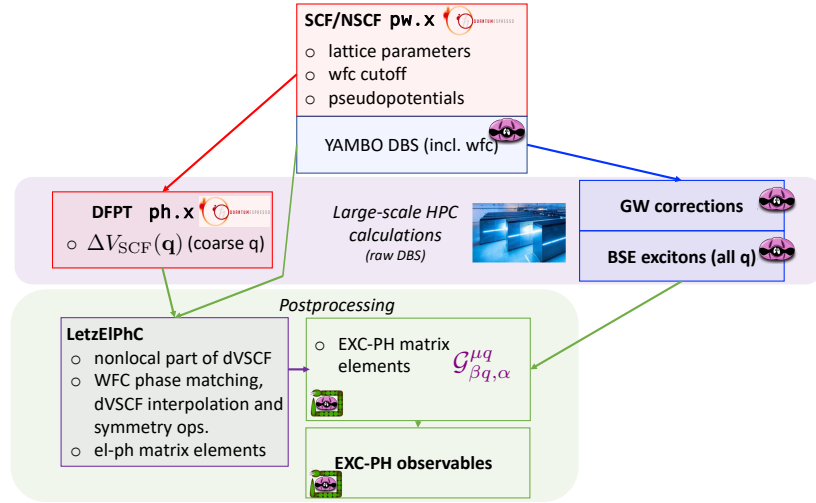 SCF/NSCF pw.x QUANTUMESPRESSO
○ lattice parameters
○ wfc cutoff
○ pseudopotentials
YAMBO DBS (incl. wfc)
DFPT ph.x QUANTUMESPRESSO
○ ΔV_SCF(q) (coarse q)
Large-scale HPC
calculations
(raw DBS)
GW corrections
BSE excitons (all q)
Postprocessing
LetzElPhC
○ nonlocal part of dVSCF
○ WFC phase matching,
dVSCF interpolation and
symmetry ops.
○ el-ph matrix elements
○ EXC-PH matrix
elements
𝒢^{μq}_{βq,α}
EXC-PH observables